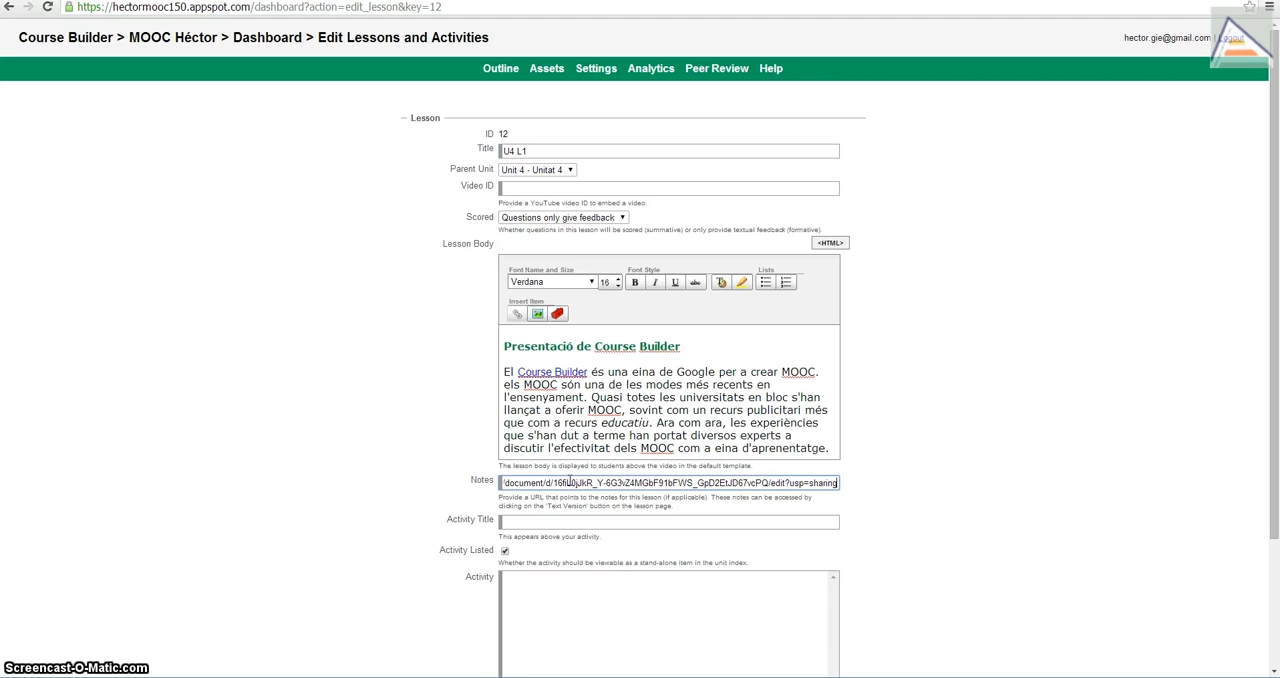 https://hectormooc150.appspot.com/dashboard?action=edit_lesson&key=12
Course Builder > MOOC Héctor > Dashboard > Edit Lessons and Activities
hector.gie@gmail.com | Logout
Outline Assets Settings Analytics Peer Review Help
Lesson
ID 12
Title U4 L1
Parent Unit Unit 4 - Unitat 4
Video ID
Provide a YouTube video ID to embed a video.
Scored Questions only give feedback
Whether questions in this lesson will be scored (summative) or only provide textual feedback (formative).
Lesson Body <HTML>
Font Name and Size Font Style Lists
Verdana 16 B I U abc
Insert Item
Presentació de Course Builder
El Course Builder és una eina de Google per a crear MOOC.
els MOOC són una de les modes més recents en
l'ensenyament. Quasi totes les universitats en bloc s'han
llançat a oferir MOOC, sovint com un recurs publicitari més
que com a recurs educatiu. Ara com ara, les experiències
que s'han dut a terme han portat diversos experts a
discutir l'efectivitat dels MOOC com a eina d'aprenentatge.
The lesson body is displayed to students above the video in the default template.
Notes
Provide a URL that points to the notes for this lesson (if applicable). These notes can be accessed by
clicking on the 'Text Version' button on the lesson page.
Activity Title
This appears above your activity.
Activity Listed
Whether the activity should be viewable as a stand-alone item in the unit index.
Activity
Screencast-O-Matic.com